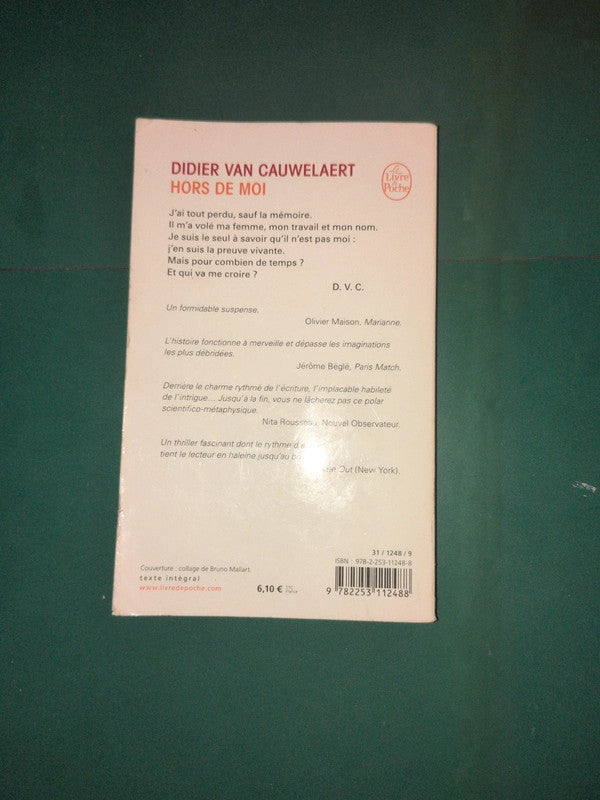 DIDIER VAN CAUWELAERT
HORS DE MOI
Le
Livre
de
Poche
J'ai tout perdu, sauf la mémoire.
Il m'a volé ma femme, mon travail et mon nom.
Je suis le seul à savoir qu'il n'est pas moi :
j'en suis la preuve vivante.
Mais pour combien de temps ?
Et qui va me croire ?
D. V. C.
Un formidable suspense.
Olivier Maison, Marianne.
L'histoire fonctionne à merveille et dépasse les imaginations
les plus débridées.
Jérôme Béglé, Paris Match.
Derrière le charme rythmé de l'écriture, l'implacable habileté
de l'intrigue... Jusqu'à la fin, vous ne lâcherez pas ce polar
scientifico-métaphysique.
Nita Rousseau, Nouvel Observateur.
Un thriller fascinant dont le rythme
tient le lecteur en haleine jusqu'au
Out (New York).
31 / 1248 / 9
ISBN : 978-2-253-11248-8
Couverture : collage de Bruno Mallart.
texte intégral
www.livredepoche.com
6,10 €
France
9 782253 112488